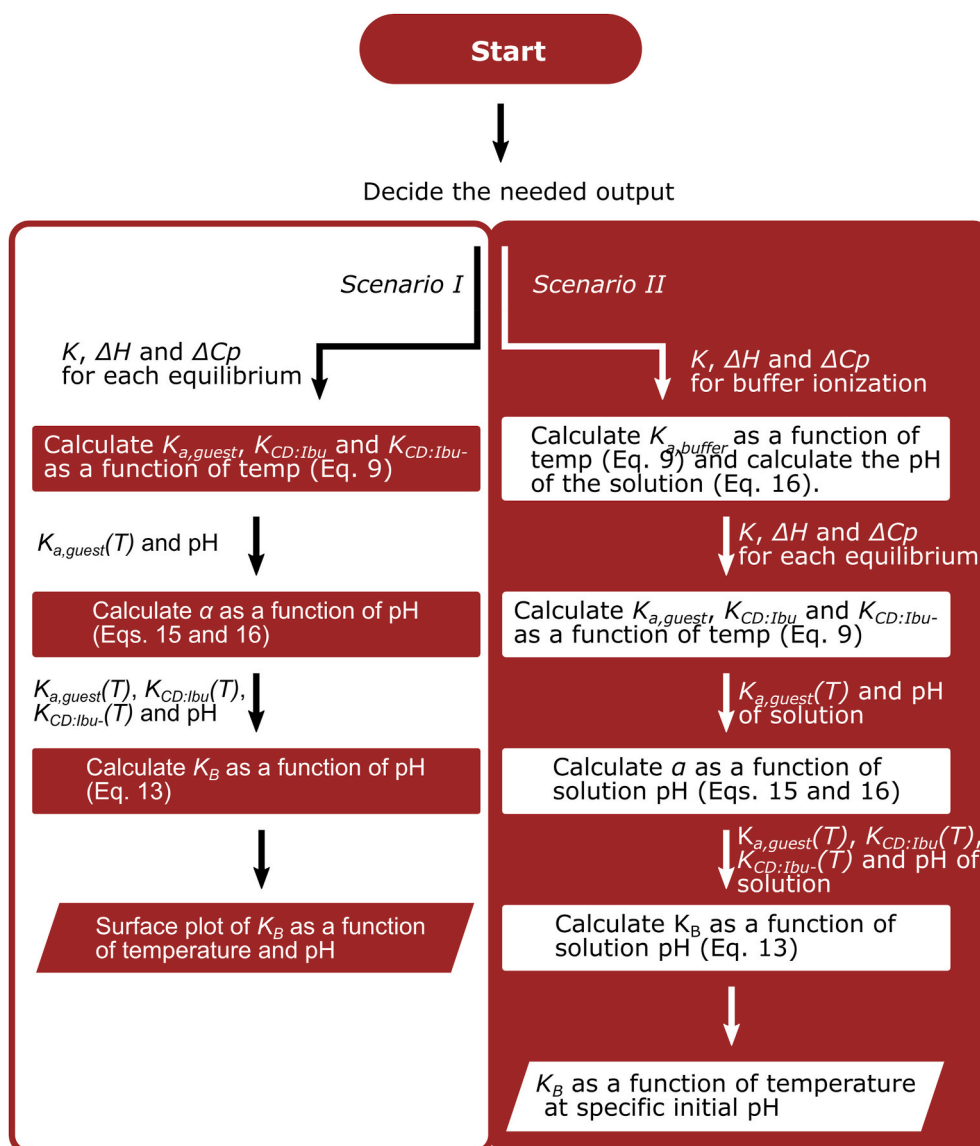 Start
Decide the needed output
Scenario I
K, ΔH and ΔCp
for each equilibrium
Calculate Ka,guest, KCD:Ibu and KCD:Ibu-
as a function of temp (Eq. 9)
Ka,guest(T) and pH
Calculate α as a function of pH
(Eqs. 15 and 16)
Ka,guest(T), KCD:Ibu(T),
KCD:Ibu-(T) and pH
Calculate KB as a function of pH
(Eq. 13)
Surface plot of KB as a function
of temperature and pH
Scenario II
K, ΔH and ΔCp
for buffer ionization
Calculate Ka,buffer as a function of
temp (Eq. 9) and calculate the pH
of the solution (Eq. 16).
K, ΔH and ΔCp
for each equilibrium
Calculate Ka,guest, KCD:Ibu and KCD:Ibu-
as a function of temp (Eq. 9)
Ka,guest(T) and pH
of solution
Calculate α as a function of
solution pH (Eqs. 15 and 16)
Ka,guest(T), KCD:Ibu(T),
KCD:Ibu-(T) and pH of
solution
Calculate KB as a function of
solution pH (Eq. 13)
KB as a function of temperature
at specific initial pH